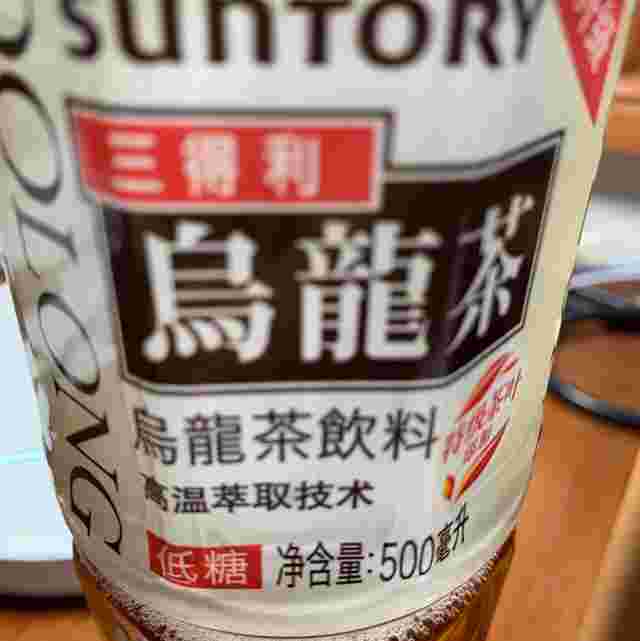 SUNTORY
OOLONG
三得利
烏龍茶
烏龍茶飲料
高温萃取技术
低糖 净含量:500毫升